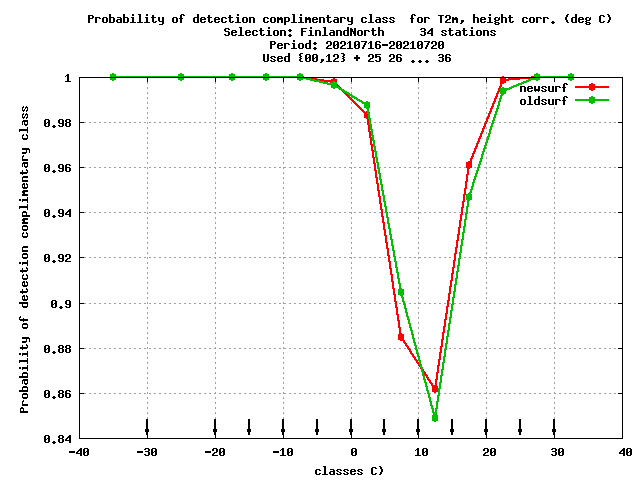 Probability of detection complimentary class  for T2m, height corr. (deg C)
Selection: FinlandNorth     34 stations
Period: 20210716-20210720
Used {00,12} + 25 26 ... 36
newsurf
oldsurf
Probability of detection complimentary class
1
0.98
0.96
0.94
0.92
0.9
0.88
0.86
0.84
-40 -30 -20 -10 0 10 20 30 40
classes C)